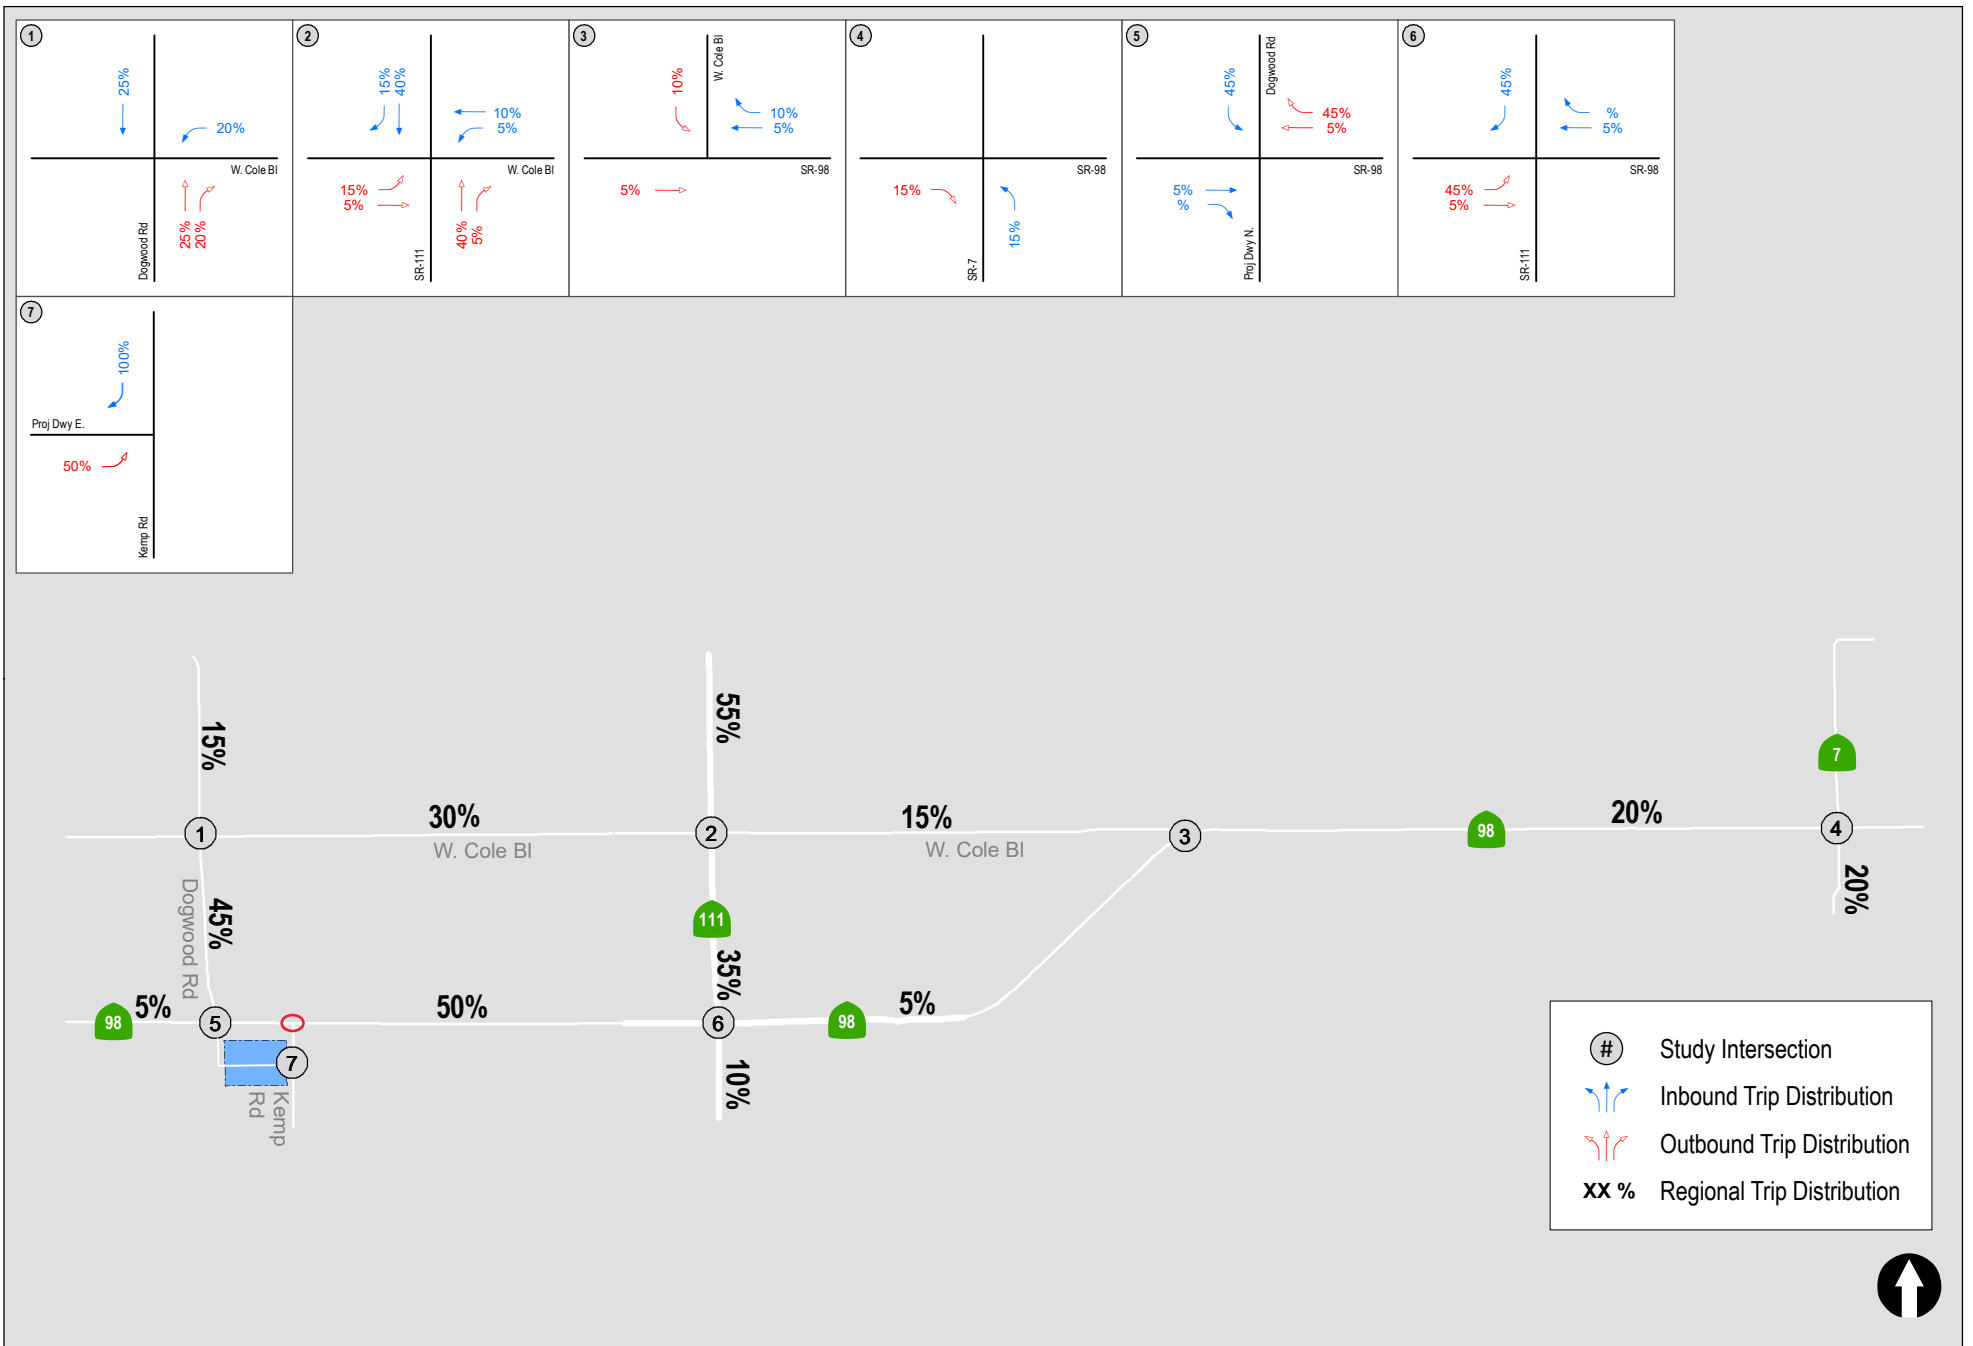 1
25%
20%
W. Cole Bl
25%
20%
Dogwood Rd
2
15%
40%
10%
5%
W. Cole Bl
15%
5%
40%
5%
SR-111
3
W. Cole Bl
10%
10%
5%
SR-98
5%
4
SR-98
15%
15%
SR-7
5
Dogwood Rd
45%
45%
5%
SR-98
5%
%
Proj Dwy N.
6
45%
%
5%
SR-98
45%
5%
SR-111
7
100%
Proj Dwy E.
50%
Kemp Rd
15%
55%
7
30%
15%
20%
1
2
3
98
4
W. Cole Bl
W. Cole Bl
Dogwood Rd
45%
111
35%
20%
98
5%
5
50%
6
98
5%
7
10%
Kemp
Rd
# Study Intersection
Inbound Trip Distribution
Outbound Trip Distribution
XX % Regional Trip Distribution